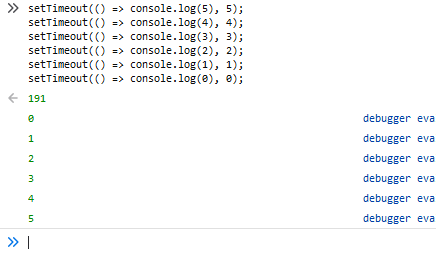 setTimeout(() => console.log(5), 5);
setTimeout(() => console.log(4), 4);
setTimeout(() => console.log(3), 3);
setTimeout(() => console.log(2), 2);
setTimeout(() => console.log(1), 1);
setTimeout(() => console.log(0), 0);
191
0 debugger eva
1 debugger eva
2 debugger eva
3 debugger eva
4 debugger eva
5 debugger eva